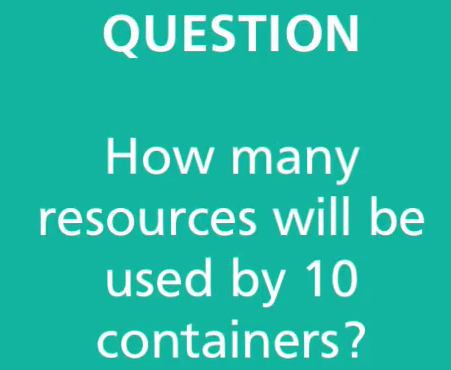 QUESTION
How many
resources will be
used by 10
containers?